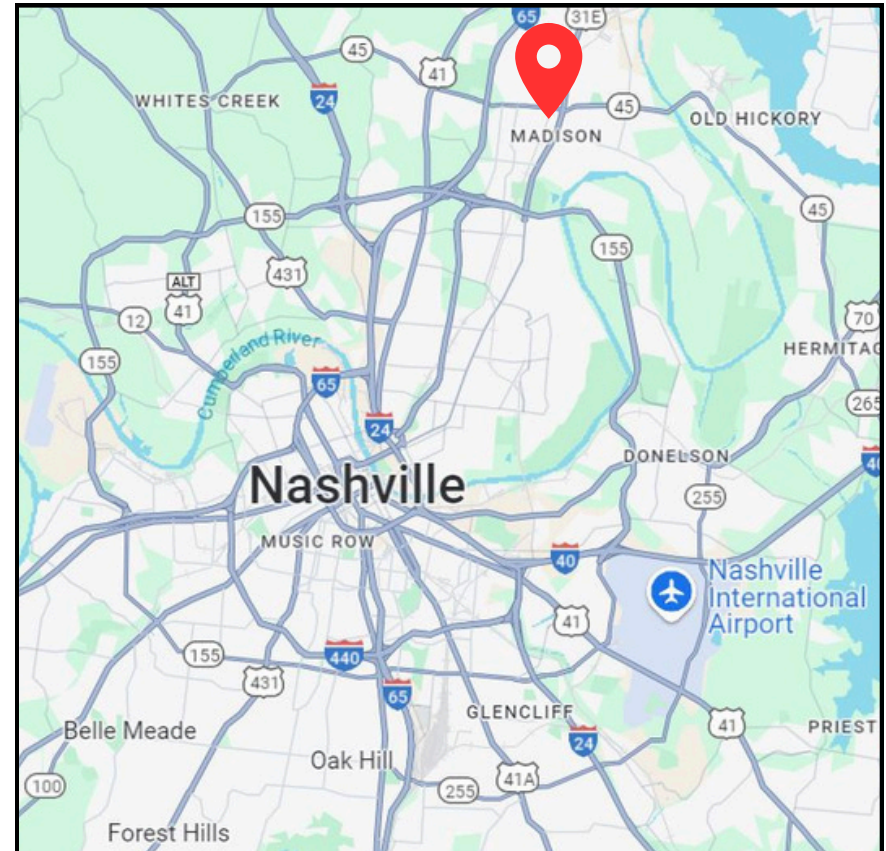 65
31E
45
41
24
WHITES CREEK
45
OLD HICKORY
MADISON
155
45
155
431
ALT
41
12
70
Cumberland River
HERMITAG
155
65
265
24
DONELSON
40
Nashville
255
MUSIC ROW
40
Nashville
International
Airport
41
155
440
431
65
GLENCLIFF
41
PRIEST
Belle Meade
24
Oak Hill
41A
100
255
Forest Hills